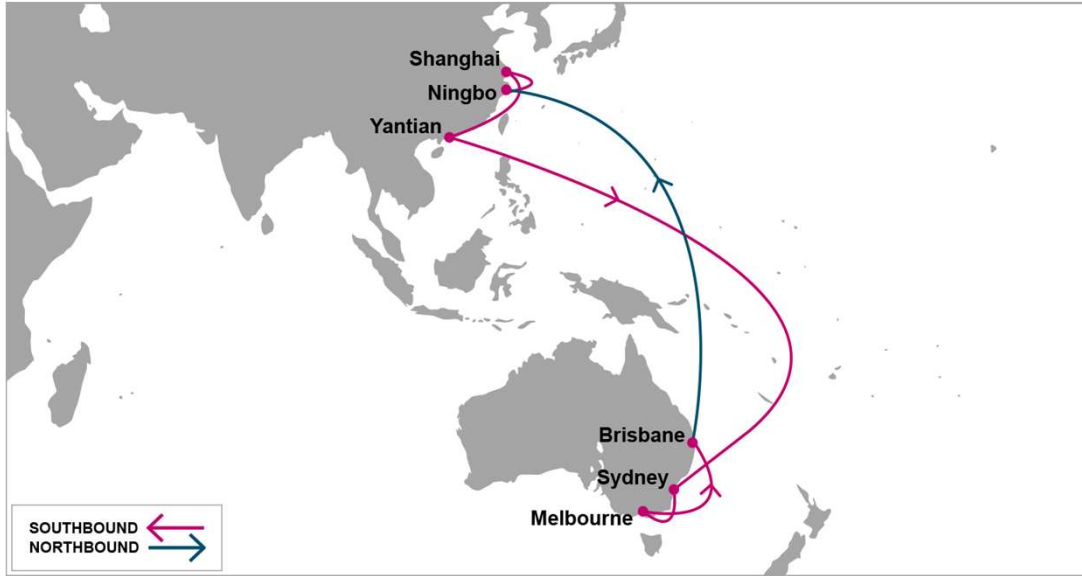 Shanghai
Ningbo
Yantian
Brisbane
Sydney
Melbourne
SOUTHBOUND
NORTHBOUND